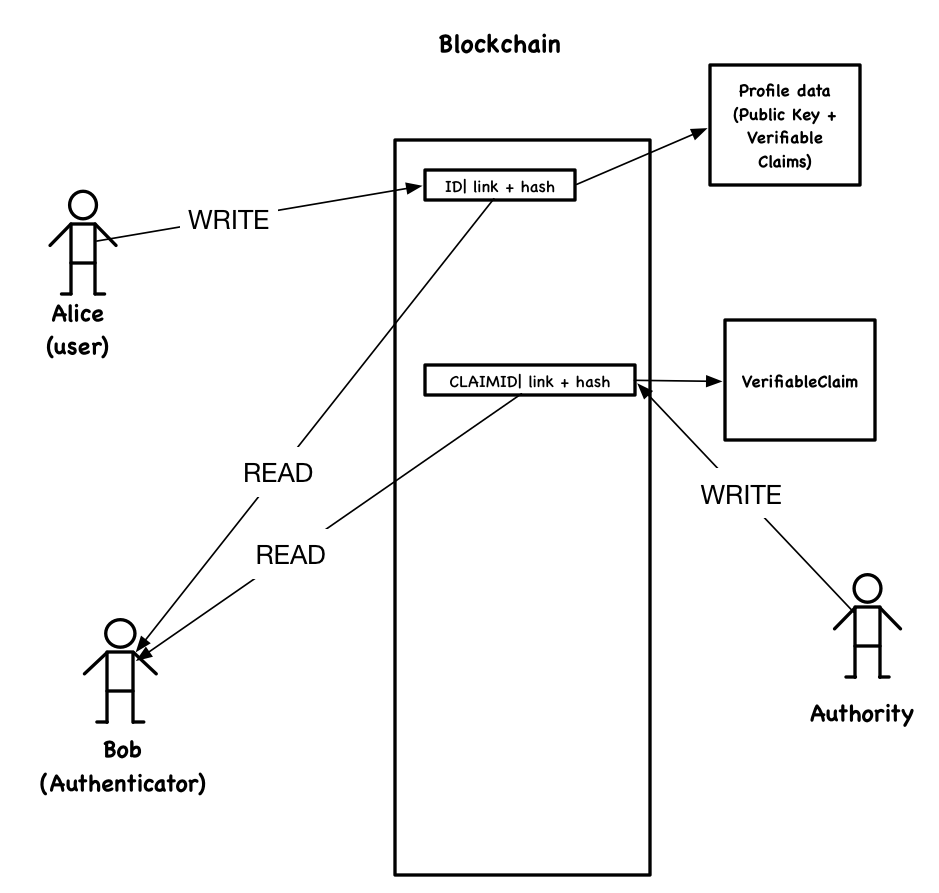 Blockchain
Profile data
(Public Key +
Verifiable
Claims)
ID| link + hash
WRITE
Alice
(user)
CLAIMID| link + hash
VerifiableClaim
READ
WRITE
READ
Authority
Bob
(Authenticator)